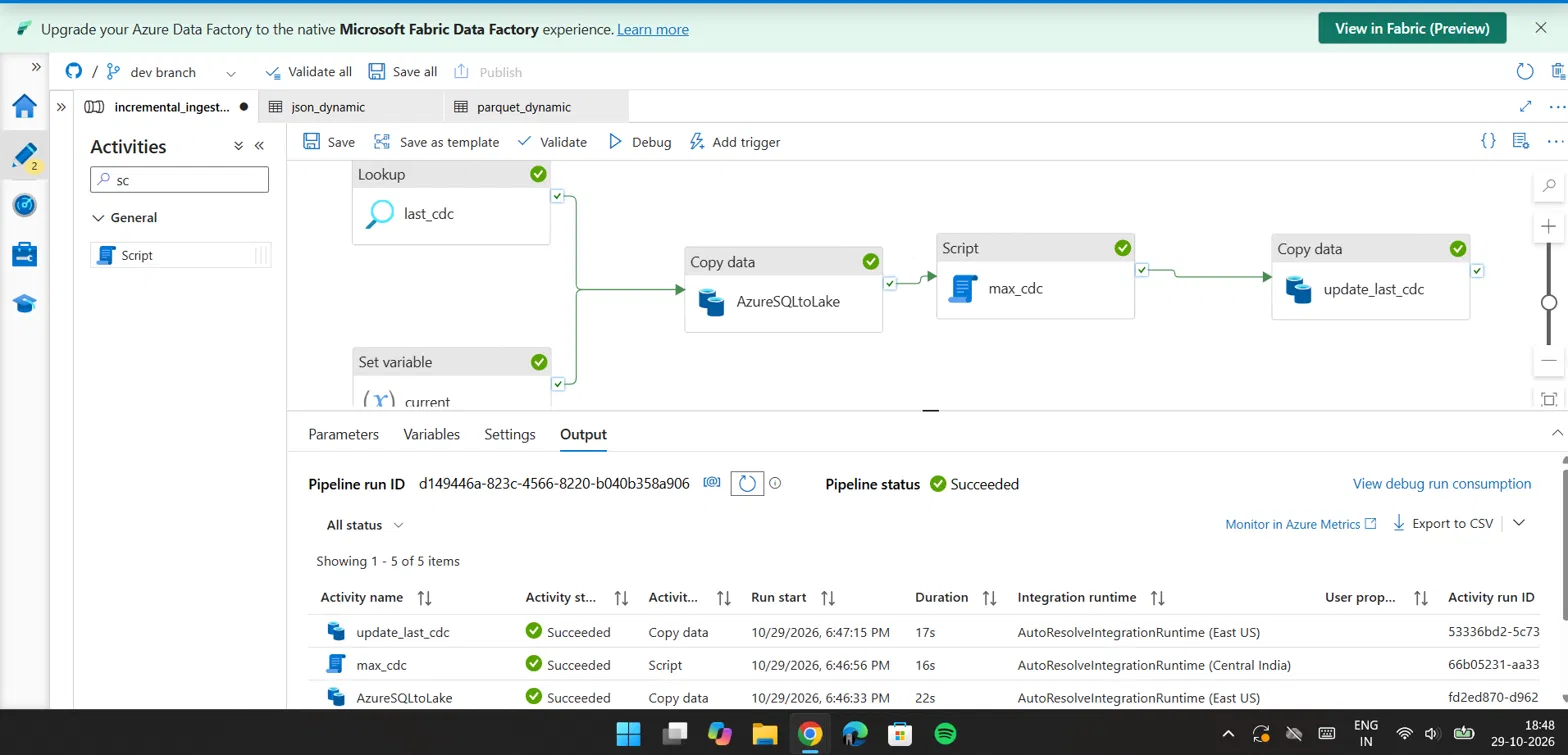 Upgrade your Azure Data Factory to the native Microsoft Fabric Data Factory experience. Learn more
View in Fabric (Preview)
/ dev branch
Validate all
Save all
Publish
incremental_ingest...
json_dynamic
parquet_dynamic
2
Activities
sc
General
Script
Save
Save as template
Validate
Debug
Add trigger
{}
Lookup
last_cdc
Set variable
(x) current
Copy data
AzureSQLtoLake
Script
max_cdc
Copy data
update_last_cdc
Parameters Variables Settings Output
Pipeline run ID d149446a-823c-4566-8220-b040b358a906
Pipeline status Succeeded
View debug run consumption
All status
Monitor in Azure Metrics
Export to CSV
Showing 1 - 5 of 5 items
Activity name Activity st... Activit... Run start Duration Integration runtime User prop... Activity run ID
update_last_cdc Succeeded Copy data 10/29/2026, 6:47:15 PM 17s AutoResolveIntegrationRuntime (East US) 53336bd2-5c73
max_cdc Succeeded Script 10/29/2026, 6:46:56 PM 16s AutoResolveIntegrationRuntime (Central India) 66b05231-aa33
AzureSQLtoLake Succeeded Copy data 10/29/2026, 6:46:33 PM 22s AutoResolveIntegrationRuntime (East US) fd2ed870-d962
ENG
IN
18:48
29-10-2026